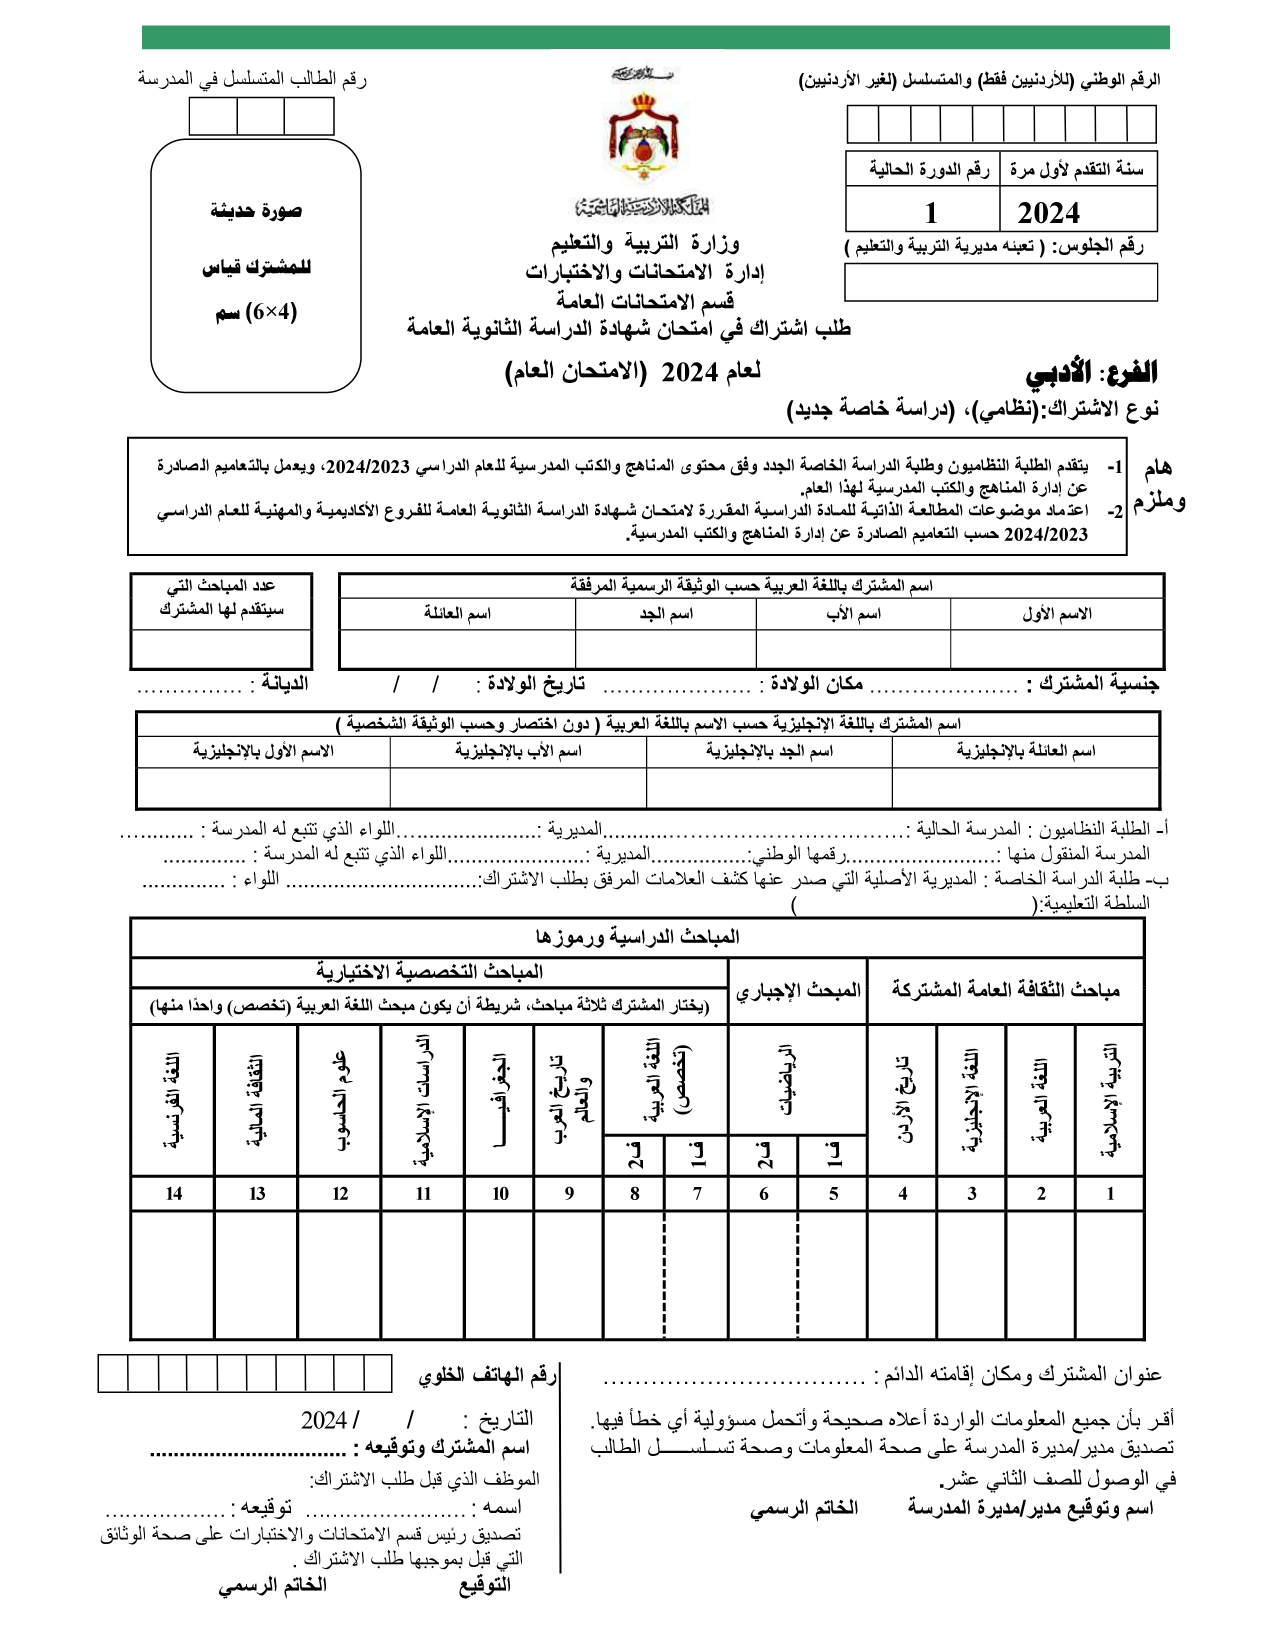 الرقم الوطني (للأردنيين فقط) والمتسلسل (لغير الأردنيين)
رقم الطالب المتسلسل في المدرسة
سنة التقدم لأول مرة
رقم الدورة الحالية
2024
1
رقم الجلوس: ( تعبئه مديرية التربية والتعليم )
المملكة الأردنية الهاشمية
وزارة التربية والتعليم
إدارة الامتحانات والاختبارات
قسم الامتحانات العامة
طلب اشتراك في امتحان شهادة الدراسة الثانوية العامة
لعام 2024 (الامتحان العام)
صورة حديثة
للمشترك قياس
(4×6) سم
الفرع: الأدبي
نوع الاشتراك:(نظامي)، (دراسة خاصة جديد)
هام
وملزم
1- يتقدم الطلبة النظاميون وطلبة الدراسة الخاصة الجدد وفق محتوى المناهج والكتب المدرسية للعام الدراسي 2024/2023، ويعمل بالتعاميم الصادرة
عن إدارة المناهج والكتب المدرسية لهذا العام.
2- اعتماد موضوعات المطالعة الذاتية للمادة الدراسية المقررة لامتحان شهادة الدراسة الثانوية العامة للفروع الأكاديمية والمهنية للعام الدراسي
2024/2023 حسب التعاميم الصادرة عن إدارة المناهج والكتب المدرسية.
اسم المشترك باللغة العربية حسب الوثيقة الرسمية المرفقة
الاسم الأول
اسم الأب
اسم الجد
اسم العائلة
عدد المباحث التي
سيتقدم لها المشترك
جنسية المشترك : ..................... مكان الولادة : ..................... تاريخ الولادة : / / الديانة : ...............
اسم المشترك باللغة الإنجليزية حسب الاسم باللغة العربية ( دون اختصار وحسب الوثيقة الشخصية )
اسم العائلة بالإنجليزية
اسم الجد بالإنجليزية
اسم الأب بالإنجليزية
الاسم الأول بالإنجليزية
أ- الطلبة النظاميون : المدرسة الحالية :............................................المديرية :.......................اللواء الذي تتبع له المدرسة : ............
المدرسة المنقول منها :.........................رقمها الوطني:................المديرية :.......................اللواء الذي تتبع له المدرسة : ..............
ب- طلبة الدراسة الخاصة : المديرية الأصلية التي صدر عنها كشف العلامات المرفق بطلب الاشتراك:................................ اللواء : ..............
السلطة التعليمية:( )
المباحث الدراسية ورموزها
مباحث الثقافة العامة المشتركة
المبحث الإجباري
المباحث التخصصية الاختيارية
(يختار المشترك ثلاثة مباحث، شريطة أن يكون مبحث اللغة العربية (تخصص) واحدًا منها)
التربية الإسلامية
اللغة العربية
اللغة الإنجليزية
تاريخ الأردن
الرياضيات
ف1
ف2
اللغة العربية
(تخصص)
ف1
ف2
تاريخ العرب
والعالم
الجغرافيـــــا
الدراسات الإسلامية
علوم الحاسوب
الثقافة المالية
اللغة الفرنسية
1 2 3 4 5 6 7 8 9 10 11 12 13 14
عنوان المشترك ومكان إقامته الدائم : .................................
أقـر بأن جميع المعلومات الواردة أعلاه صحيحة وأتحمل مسؤولية أي خطأ فيها.
تصديق مدير/مديرة المدرسة على صحة المعلومات وصحة تسلســـــل الطالب
في الوصول للصف الثاني عشر.
اسم وتوقيع مدير/مديرة المدرسة الخاتم الرسمي
رقم الهاتف الخلوي
التاريخ : / / 2024
اسم المشترك وتوقيعه : .................................
الموظف الذي قبل طلب الاشتراك:
اسمه : ....................... توقيعه : .................
تصديق رئيس قسم الامتحانات والاختبارات على صحة الوثائق
التي قبل بموجبها طلب الاشتراك .
التوقيع الخاتم الرسمي